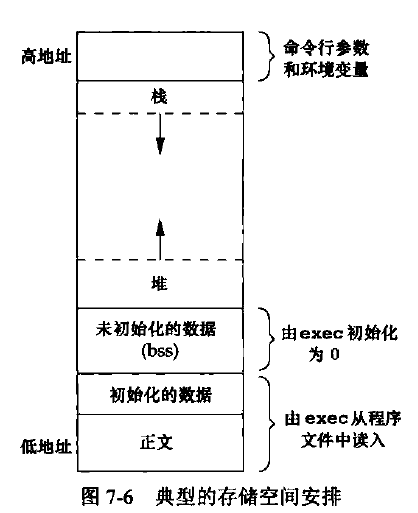 高地址
命令行参数
和环境变量
栈
堆
未初始化的数据
(bss)
由exec初始化
为0
初始化的数据
由exec从程序
文件中读入
低地址
正文
图 7-6 典型的存储空间安排